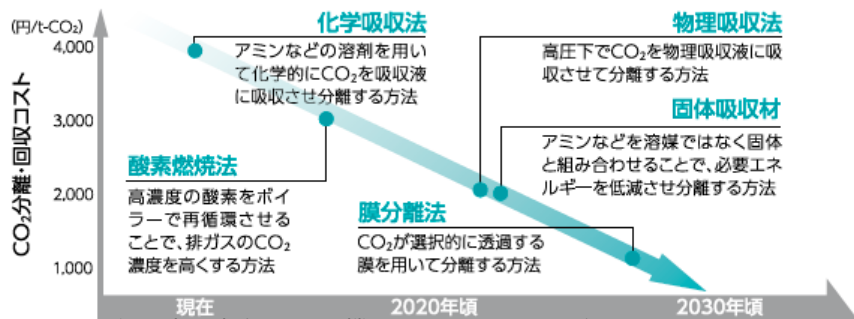 (円/t-CO₂)
4,000
3,000
2,000
1,000
CO₂分離・回収コスト
化学吸収法
アミンなどの溶剤を用い
て化学的にCO₂を吸収液
に吸収させ分離する方法
物理吸収法
高圧下でCO₂を物理吸収液に吸
収させて分離する方法
固体吸収材
アミンなどを溶媒ではなく固体
と組み合わせることで、必要エネ
ルギーを低減させ分離する方法
酸素燃焼法
高濃度の酸素をボイ
ラーで再循環させる
ことで、排ガスのCO₂
濃度を高くする方法
膜分離法
CO₂が選択的に透過する
膜を用いて分離する方法
現在
2020年頃
2030年頃